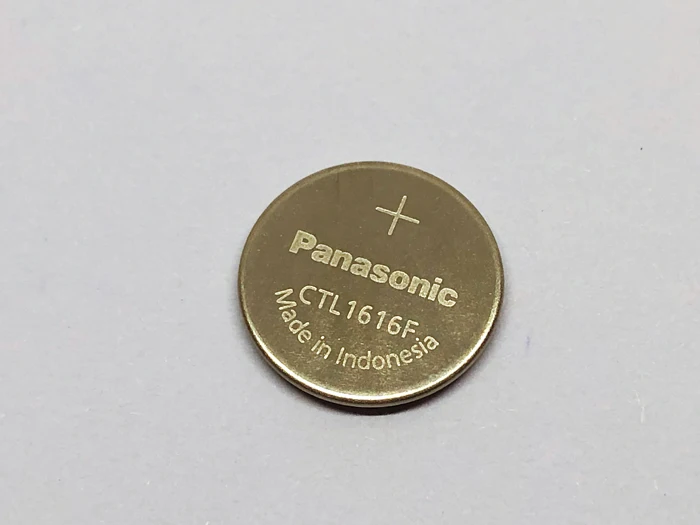 +
Panasonic
CTL1616F
Made in Indonesia